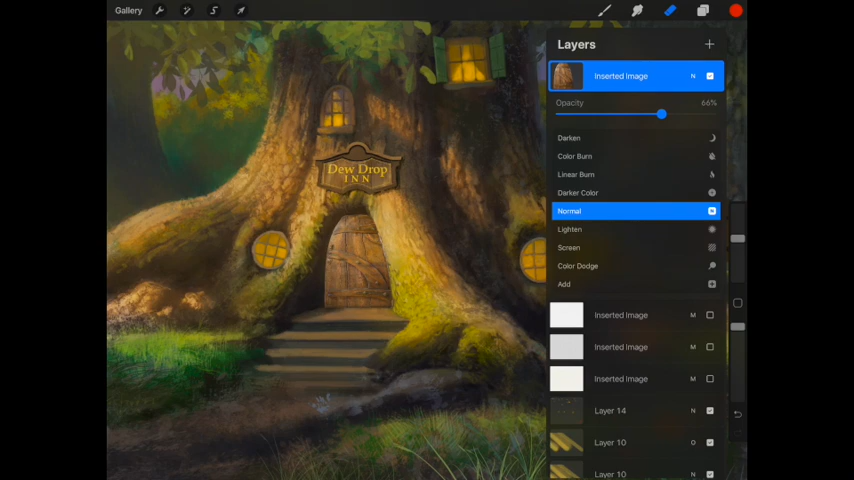 Gallery
Layers
Inserted Image N
Opacity 66%
Darken
Color Burn
Linear Burn
Darker Color
Normal N
Lighten
Screen
Color Dodge
Add
Inserted Image M
Inserted Image M
Inserted Image M
Layer 14 N
Layer 10 O
Layer 10 N
Dew Drop
INN